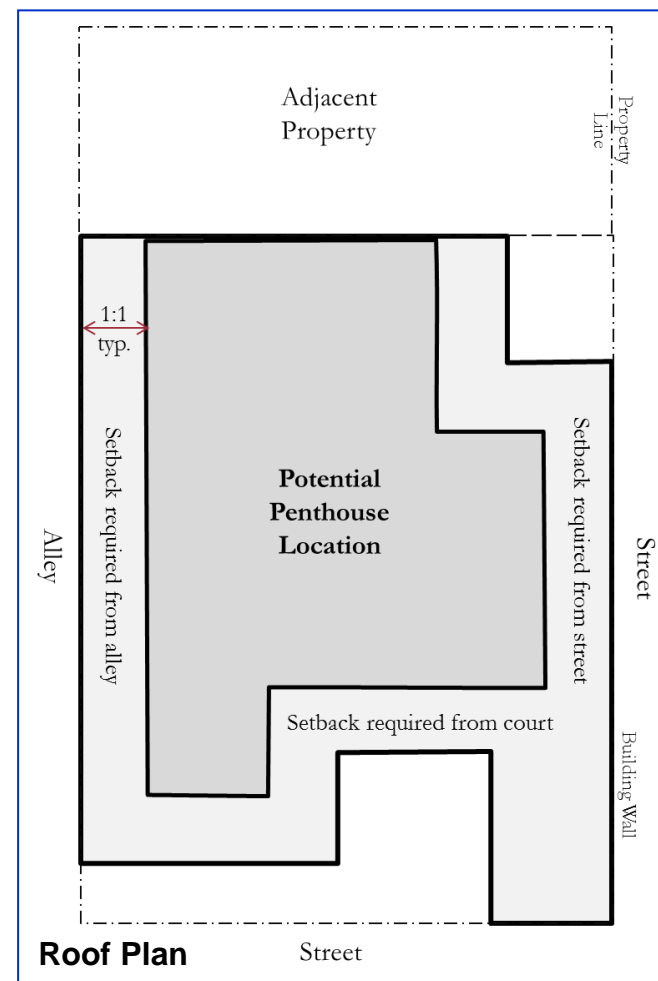 Adjacent
Property
Property
Line
1:1
typ.
Setback required from alley
Alley
Potential
Penthouse
Location
Setback required from street
Street
Setback required from court
Building Wall
Roof Plan
Street